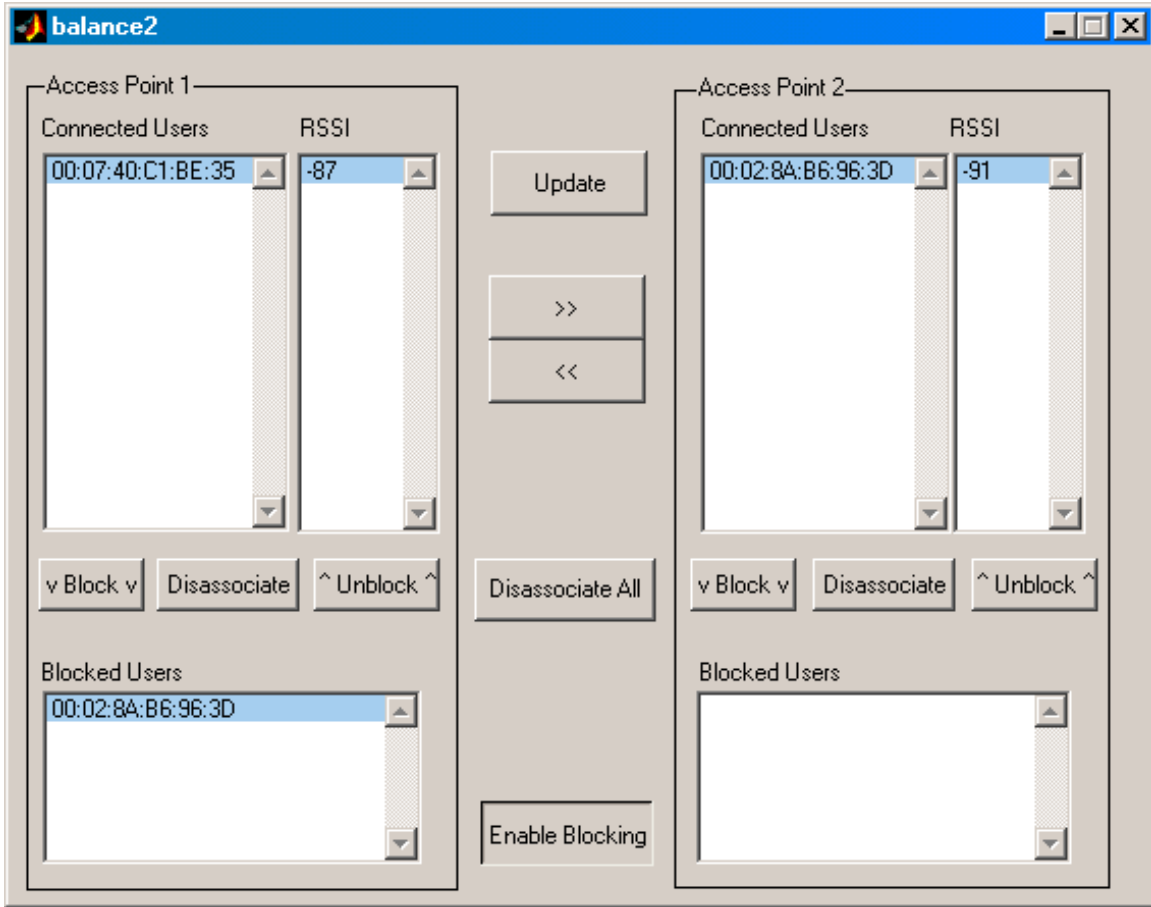 balance2
Access Point 1
Connected Users RSSI
00:07:40:C1:BE:35 -87
v Block v Disassociate ^ Unblock ^
Blocked Users
00:02:8A:B6:96:3D
Update
>>
<<
Disassociate All
Enable Blocking
Access Point 2
Connected Users RSSI
00:02:8A:B6:96:3D -91
v Block v Disassociate ^ Unblock ^
Blocked Users